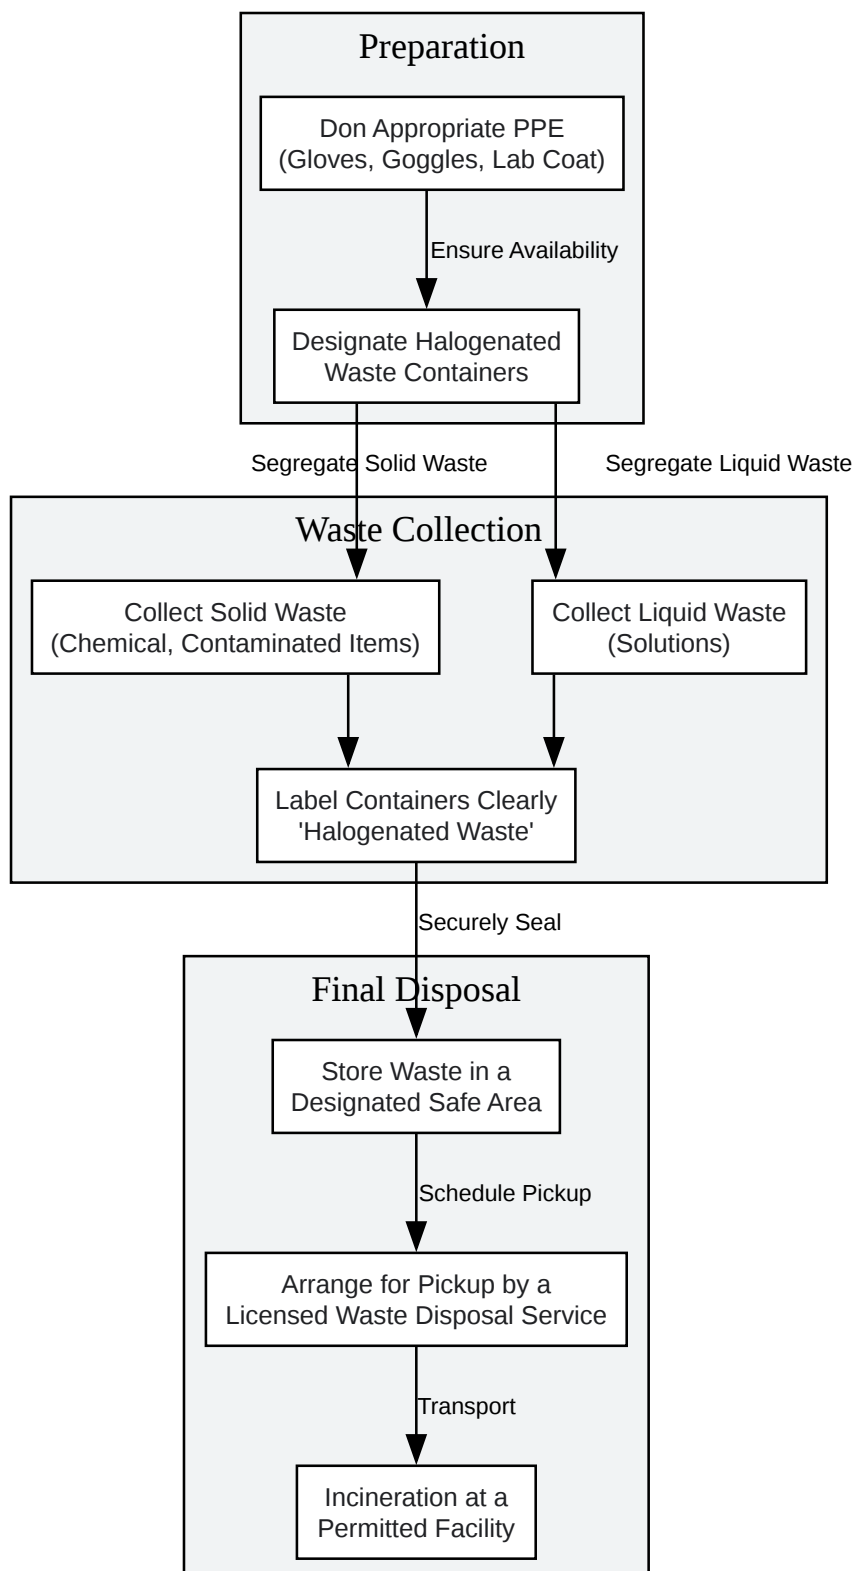 Preparation
Don Appropriate PPE
(Gloves, Goggles, Lab Coat)
Ensure Availability
Designate Halogenated
Waste Containers
Segregate Solid Waste
Segregate Liquid Waste
Waste Collection
Collect Solid Waste
(Chemical, Contaminated Items)
Collect Liquid Waste
(Solutions)
Label Containers Clearly
'Halogenated Waste'
Securely Seal
Final Disposal
Store Waste in a
Designated Safe Area
Schedule Pickup
Arrange for Pickup by a
Licensed Waste Disposal Service
Transport
Incineration at a
Permitted Facility